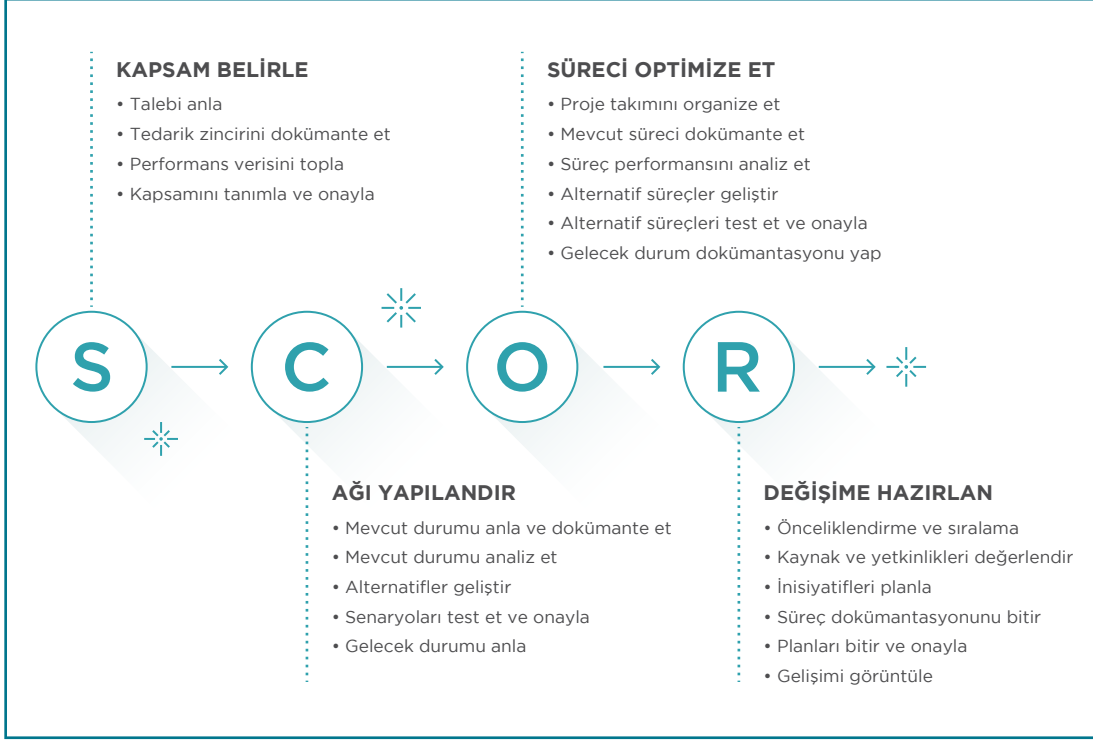 KAPSAM BELİRLE
• Talebi anla
• Tedarik zincirini dokümante et
• Performans verisini topla
• Kapsamını tanımla ve onayla
SÜRECİ OPTİMİZE ET
• Proje takımını organize et
• Mevcut süreci dokümante et
• Süreç performansını analiz et
• Alternatif süreçler geliştir
• Alternatif süreçleri test et ve onayla
• Gelecek durum dokümantasyonu yap
S
C
O
R
AĞI YAPILANDIR
• Mevcut durumu anla ve dokümante et
• Mevcut durumu analiz et
• Alternatifler geliştir
• Senaryoları test et ve onayla
• Gelecek durumu anla
DEĞİŞİME HAZIRLAN
• Önceliklendirme ve sıralama
• Kaynak ve yetkinlikleri değerlendir
• İnisiyatifleri planla
• Süreç dokümantasyonunu bitir
• Planları bitir ve onayla
• Gelişimi görüntüle